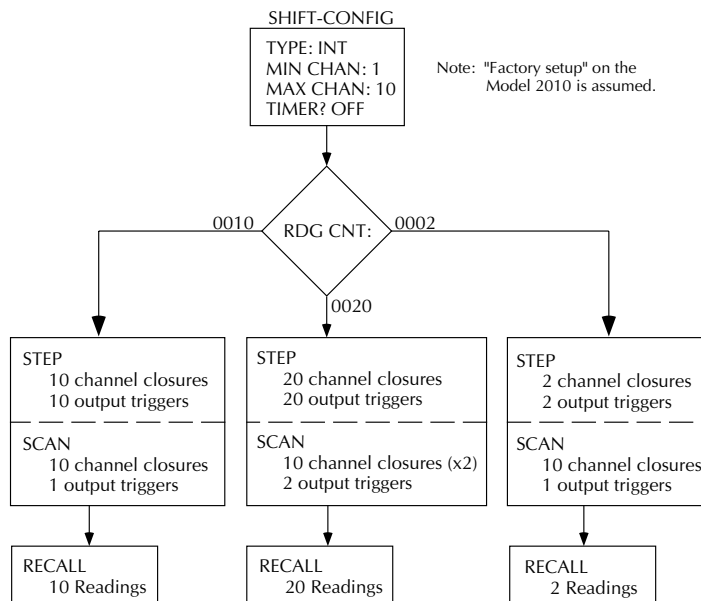 SHIFT-CONFIG
TYPE: INT
MIN CHAN: 1
MAX CHAN: 10
TIMER? OFF
Note: "Factory setup" on the
Model 2010 is assumed.
RDG CNT:
0010
0002
0020
STEP
10 channel closures
10 output triggers
SCAN
10 channel closures
1 output triggers
RECALL
10 Readings
STEP
20 channel closures
20 output triggers
SCAN
10 channel closures (x2)
2 output triggers
RECALL
20 Readings
STEP
2 channel closures
2 output triggers
SCAN
10 channel closures
1 output triggers
RECALL
2 Readings